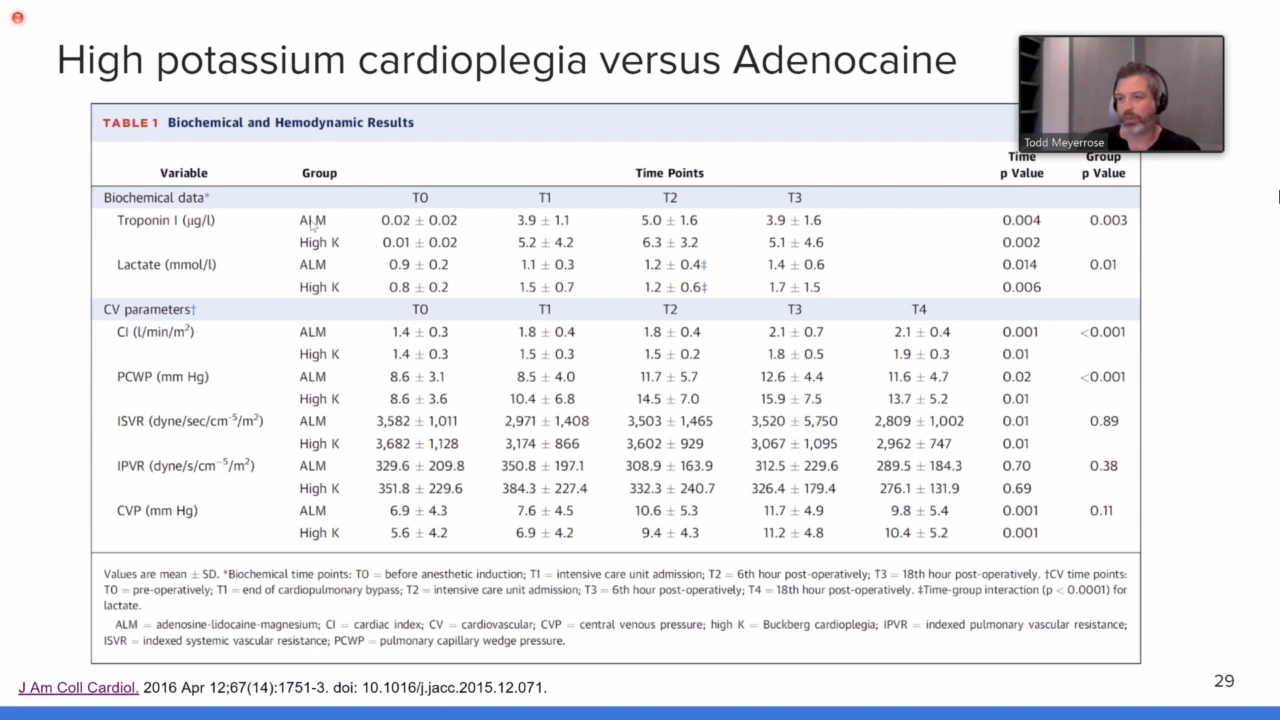 High potassium cardioplegia versus Adenocaine
Todd Meyerrose
TABLE 1 Biochemical and Hemodynamic Results
Variable Group Time Points Time p Value Group p Value
Biochemical data* T0 T1 T2 T3
Troponin I (μg/l) ALM 0.02 ± 0.02 3.9 ± 1.1 5.0 ± 1.6 3.9 ± 1.6 0.004 0.003
High K 0.01 ± 0.02 5.2 ± 4.2 6.3 ± 3.2 5.1 ± 4.6 0.002
Lactate (mmol/l) ALM 0.9 ± 0.2 1.1 ± 0.3 1.2 ± 0.4‡ 1.4 ± 0.6 0.014 0.01
High K 0.8 ± 0.2 1.5 ± 0.7 1.2 ± 0.6‡ 1.7 ± 1.5 0.006
CV parameters† T0 T1 T2 T3 T4
CI (l/min/m²) ALM 1.4 ± 0.3 1.8 ± 0.4 1.8 ± 0.4 2.1 ± 0.7 2.1 ± 0.4 0.001 <0.001
High K 1.4 ± 0.3 1.5 ± 0.3 1.5 ± 0.2 1.8 ± 0.5 1.9 ± 0.3 0.01
PCWP (mm Hg) ALM 8.6 ± 3.1 8.5 ± 4.0 11.7 ± 5.7 12.6 ± 4.4 11.6 ± 4.7 0.02 <0.001
High K 8.6 ± 3.6 10.4 ± 6.8 14.5 ± 7.0 15.9 ± 7.5 13.7 ± 5.2 0.01
ISVR (dyne/sec/cm⁻⁵/m²) ALM 3,582 ± 1,011 2,971 ± 1,408 3,503 ± 1,465 3,520 ± 5,750 2,809 ± 1,002 0.01 0.89
High K 3,682 ± 1,128 3,174 ± 866 3,602 ± 929 3,067 ± 1,095 2,962 ± 747 0.01
IPVR (dyne/s/cm⁻⁵/m²) ALM 329.6 ± 209.8 350.8 ± 197.1 308.9 ± 163.9 312.5 ± 229.6 289.5 ± 184.3 0.70 0.38
High K 351.8 ± 229.6 384.3 ± 227.4 332.3 ± 240.7 326.4 ± 179.4 276.1 ± 131.9 0.69
CVP (mm Hg) ALM 6.9 ± 4.3 7.6 ± 4.5 10.6 ± 5.3 11.7 ± 4.9 9.8 ± 5.4 0.001 0.11
High K 5.6 ± 4.2 6.9 ± 4.2 9.4 ± 4.3 11.2 ± 4.8 10.4 ± 5.2 0.001
Values are mean ± SD. *Biochemical time points: T0 = before anesthetic induction; T1 = intensive care unit admission; T2 = 6th hour post-operatively; T3 = 18th hour post-operatively. †CV time points:
T0 = pre-operatively; T1 = end of cardiopulmonary bypass; T2 = intensive care unit admission; T3 = 6th hour post-operatively; T4 = 18th hour post-operatively. ‡Time-group interaction (p < 0.0001) for
lactate.
ALM = adenosine-lidocaine-magnesium; CI = cardiac index; CV = cardiovascular; CVP = central venous pressure; high K = Buckberg cardioplegia; IPVR = indexed pulmonary vascular resistance;
ISVR = indexed systemic vascular resistance; PCWP = pulmonary capillary wedge pressure.
J Am Coll Cardiol. 2016 Apr 12;67(14):1751-3. doi: 10.1016/j.jacc.2015.12.071.
29